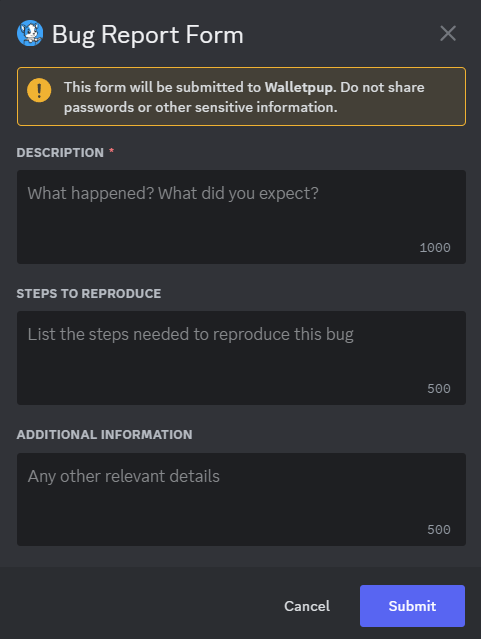 Bug Report Form
This form will be submitted to Walletpup. Do not share
passwords or other sensitive information.
DESCRIPTION *
What happened? What did you expect?
1000
STEPS TO REPRODUCE
List the steps needed to reproduce this bug
500
ADDITIONAL INFORMATION
Any other relevant details
500
Cancel
Submit